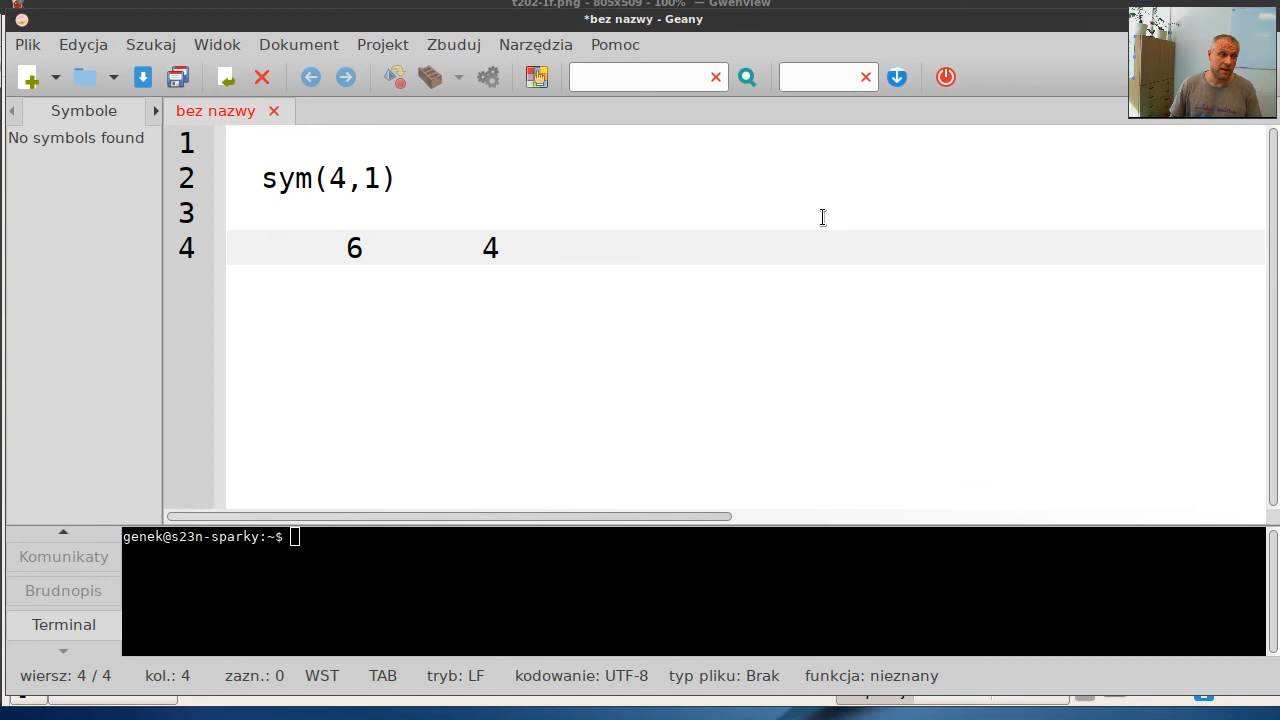 t202-1f.png - 805x509 - 100% — Gwenview
*bez nazwy - Geany
Plik Edycja Szukaj Widok Dokument Projekt Zbuduj Narzędzia Pomoc
Symbole bez nazwy
No symbols found
1
2 sym(4,1)
3
4 6 4
genek@s23n-sparky:~$
Komunikaty
Brudnopis
Terminal
wiersz: 4 / 4 kol.: 4 zazn.: 0 WST TAB tryb: LF kodowanie: UTF-8 typ pliku: Brak funkcja: nieznany